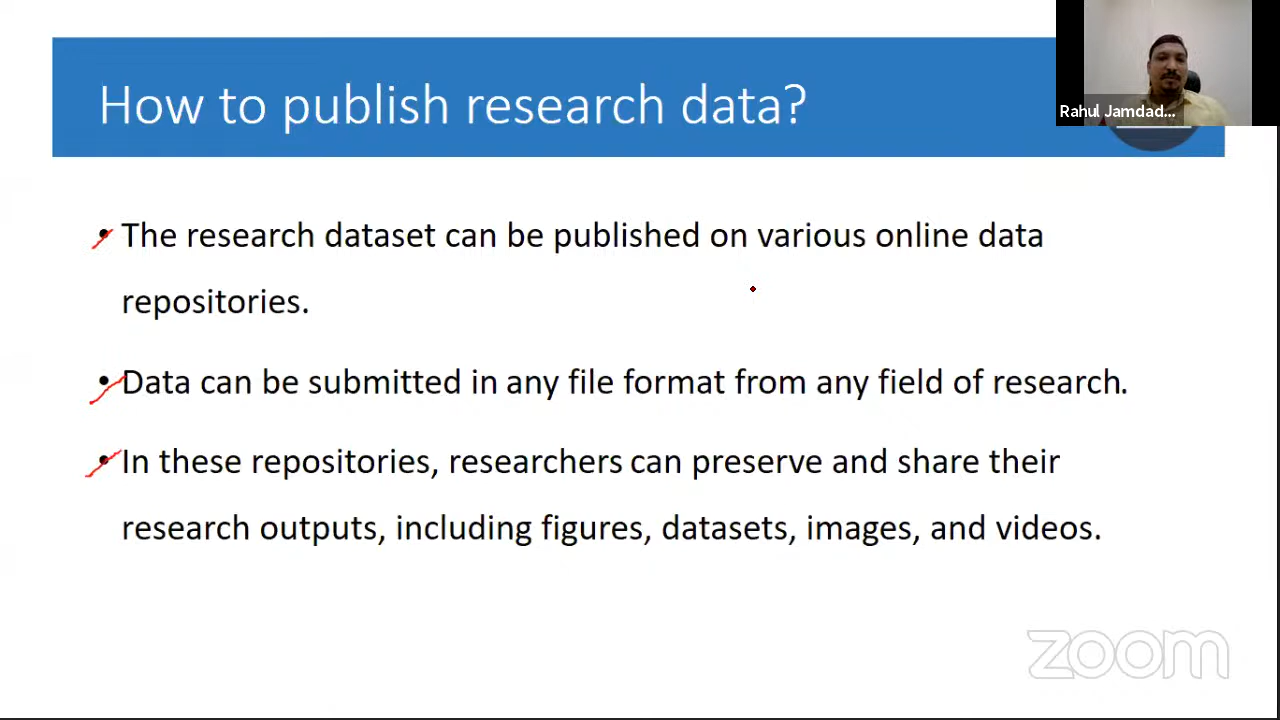 How to publish research data?
Rahul Jamdad...
• The research dataset can be published on various online data
repositories.
• Data can be submitted in any file format from any field of research.
• In these repositories, researchers can preserve and share their
research outputs, including figures, datasets, images, and videos.
zoom